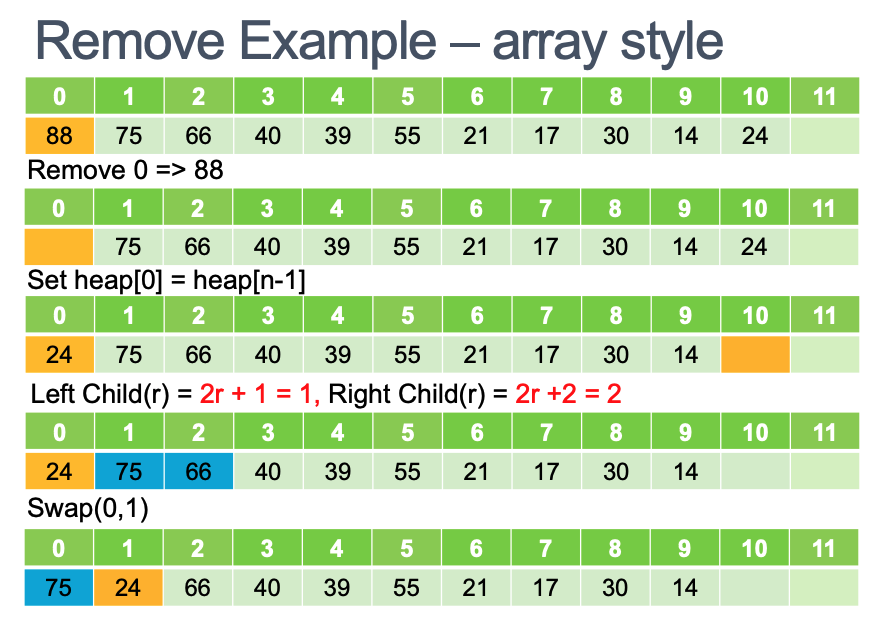 Remove Example – array style
0 1 2 3 4 5 6 7 8 9 10 11
88 75 66 40 39 55 21 17 30 14 24
Remove 0 => 88
0 1 2 3 4 5 6 7 8 9 10 11
75 66 40 39 55 21 17 30 14 24
Set heap[0] = heap[n-1]
0 1 2 3 4 5 6 7 8 9 10 11
24 75 66 40 39 55 21 17 30 14
Left Child(r) = 2r + 1 = 1, Right Child(r) = 2r +2 = 2
0 1 2 3 4 5 6 7 8 9 10 11
24 75 66 40 39 55 21 17 30 14
Swap(0,1)
0 1 2 3 4 5 6 7 8 9 10 11
75 24 66 40 39 55 21 17 30 14